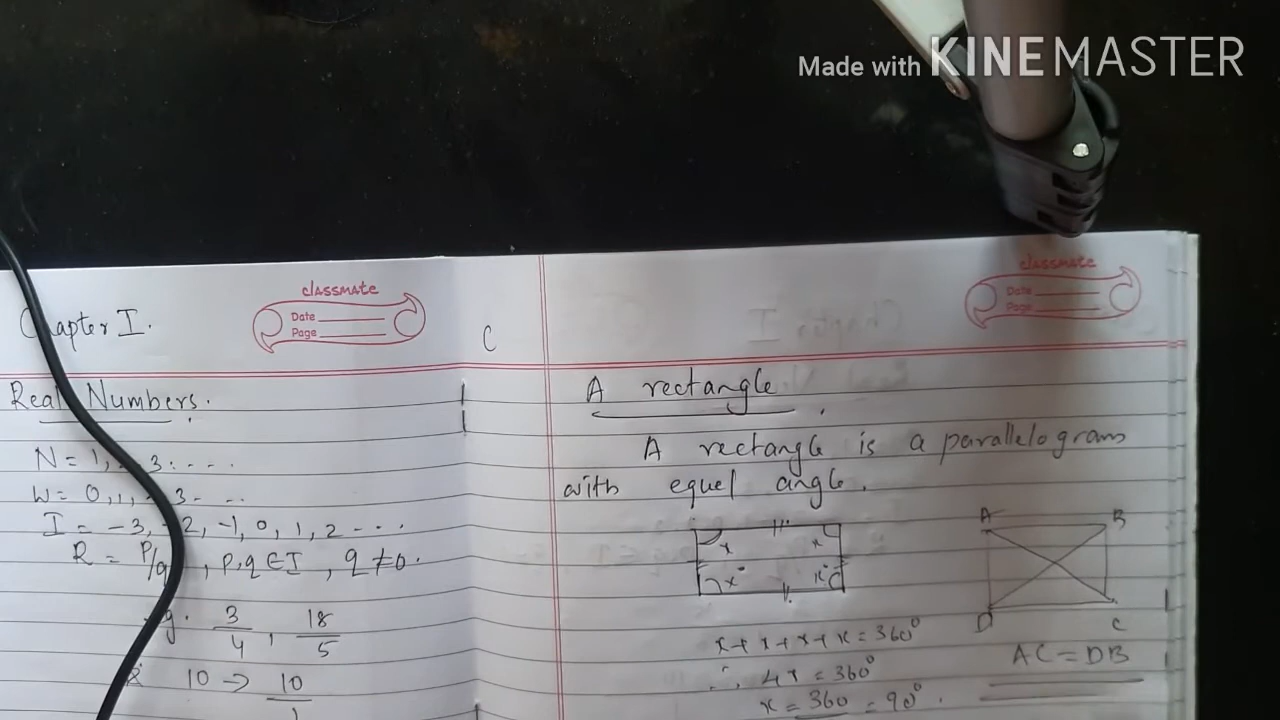 Made with KINEMASTER
classmate
Date
Page
Chapter I.
Real Numbers.
N = 1, 3....
W = 0, 1, 3....
I = -3, -2, -1, 0, 1, 2 ...
R = P/q, P,q ∈ I, q ≠ 0.
g. 3/4, 18/5
10 → 10/1
C
classmate
Date
Page
A rectangle.
A rectangle is a parallelogram
with equel angle.
x x
x° x°
x + x + x + x = 360°
∴ 4x = 360°
x = 360 = 90°.
A B
D C
AC = DB